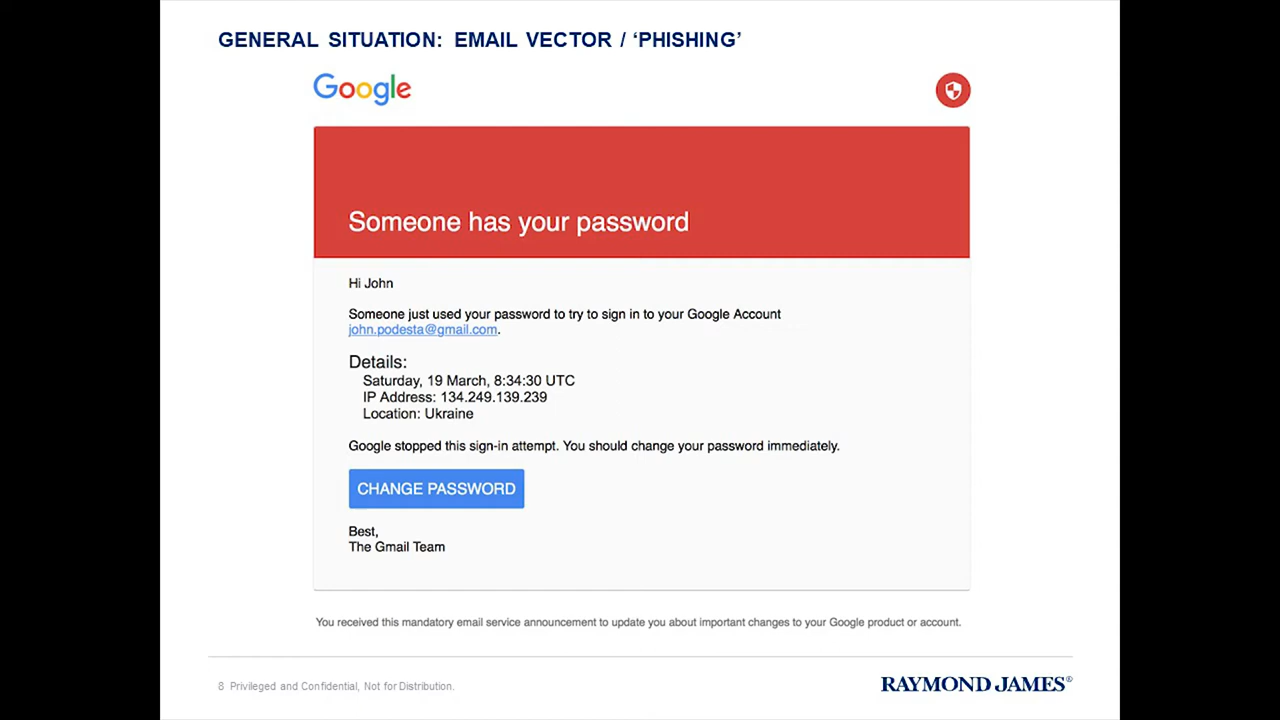 GENERAL SITUATION: EMAIL VECTOR / ‘PHISHING’
Google
Someone has your password
Hi John
Someone just used your password to try to sign in to your Google Account
john.podesta@gmail.com.
Details:
Saturday, 19 March, 8:34:30 UTC
IP Address: 134.249.139.239
Location: Ukraine
Google stopped this sign-in attempt. You should change your password immediately.
CHANGE PASSWORD
Best,
The Gmail Team
You received this mandatory email service announcement to update you about important changes to your Google product or account.
8 Privileged and Confidential, Not for Distribution.
RAYMOND JAMES®